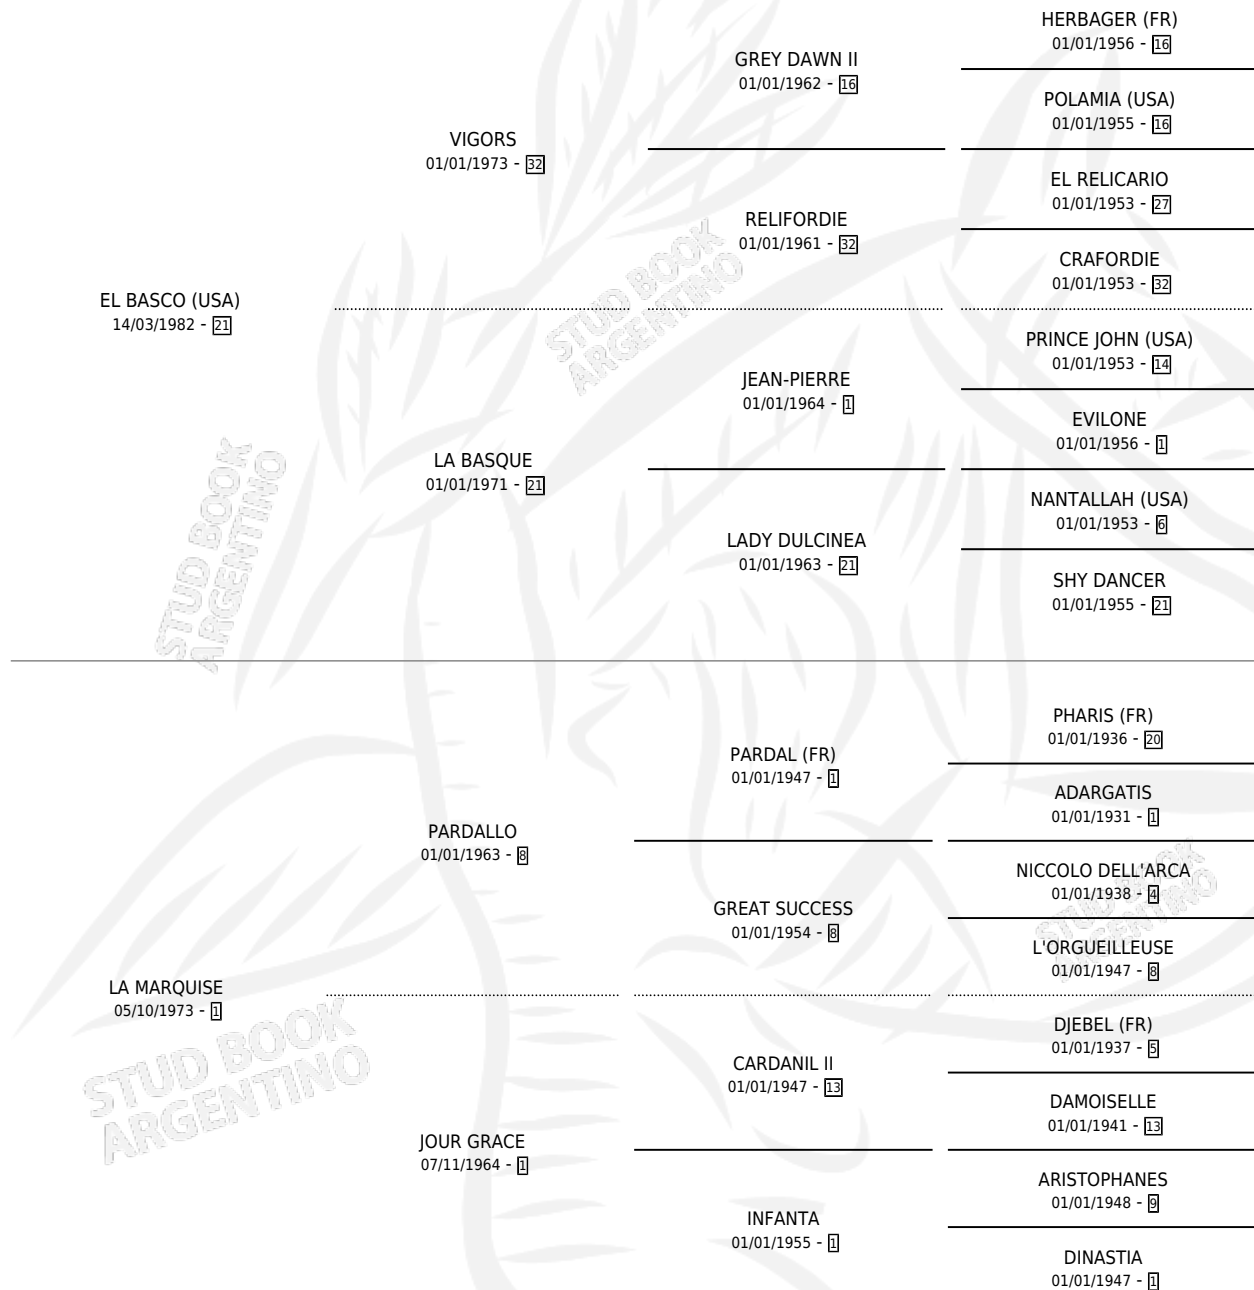 HERBAGER (FR)
01/01/1956 - 16
GREY DAWN II
01/01/1962 - 16
POLAMIA (USA)
01/01/1955 - 16
VIGORS
01/01/1973 - 32
EL RELICARIO
01/01/1953 - 27
RELIFORDIE
01/01/1961 - 32
CRAFORDIE
01/01/1953 - 32
EL BASCO (USA)
14/03/1982 - 21
PRINCE JOHN (USA)
01/01/1953 - 14
JEAN-PIERRE
01/01/1964 - 1
EVILONE
01/01/1956 - 1
LA BASQUE
01/01/1971 - 21
NANTALLAH (USA)
01/01/1953 - 6
LADY DULCINEA
01/01/1963 - 21
SHY DANCER
01/01/1955 - 21
PHARIS (FR)
01/01/1936 - 20
PARDAL (FR)
01/01/1947 - 1
ADARGATIS
01/01/1931 - 1
PARDALLO
01/01/1963 - 8
NICCOLO DELL'ARCA
01/01/1938 - 4
GREAT SUCCESS
01/01/1954 - 8
L'ORGUEILLEUSE
01/01/1947 - 8
LA MARQUISE
05/10/1973 - 1
DJEBEL (FR)
01/01/1937 - 5
CARDANIL II
01/01/1947 - 13
DAMOISELLE
01/01/1941 - 13
JOUR GRACE
07/11/1964 - 1
ARISTOPHANES
01/01/1948 - 9
INFANTA
01/01/1955 - 1
DINASTIA
01/01/1947 - 1
STUD BOOK
ARGENTINO
STUD BOOK
ARGENTINO
STUD BOOK
ARGENTINO
STUD BOOK
ARGENTINO